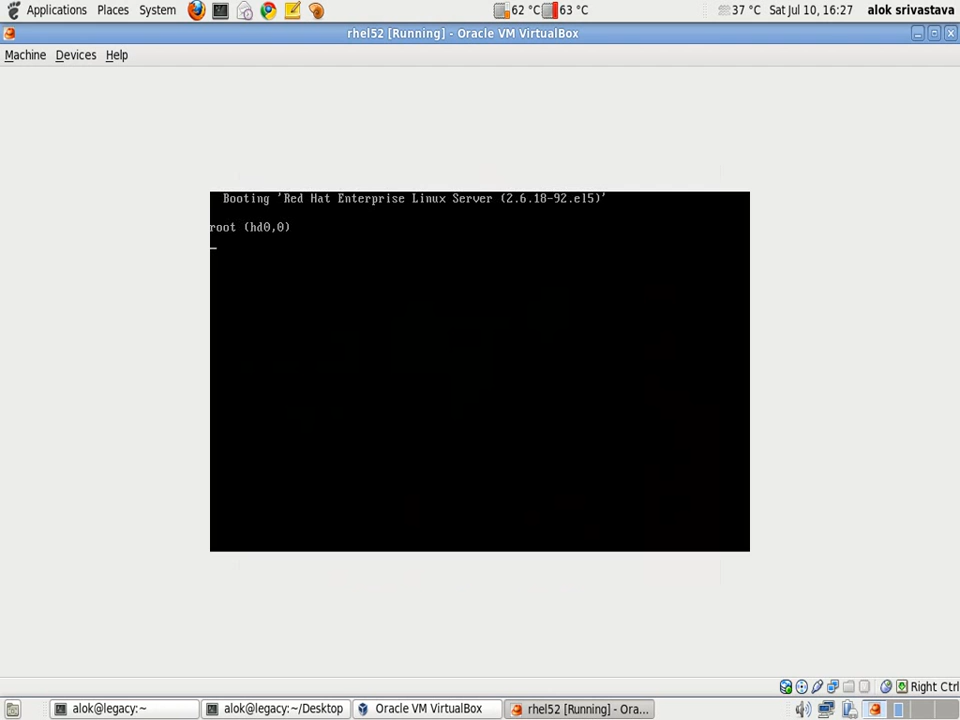 Applications Places System 62 °C 63 °C 37 °C Sat Jul 10, 16:27 alok srivastava
rhel52 [Running] - Oracle VM VirtualBox
Machine Devices Help
Booting 'Red Hat Enterprise Linux Server (2.6.18-92.el5)'
root (hd0,0)
_
Right Ctrl
alok@legacy:~ alok@legacy:~/Desktop Oracle VM VirtualBox rhel52 [Running] - Ora...